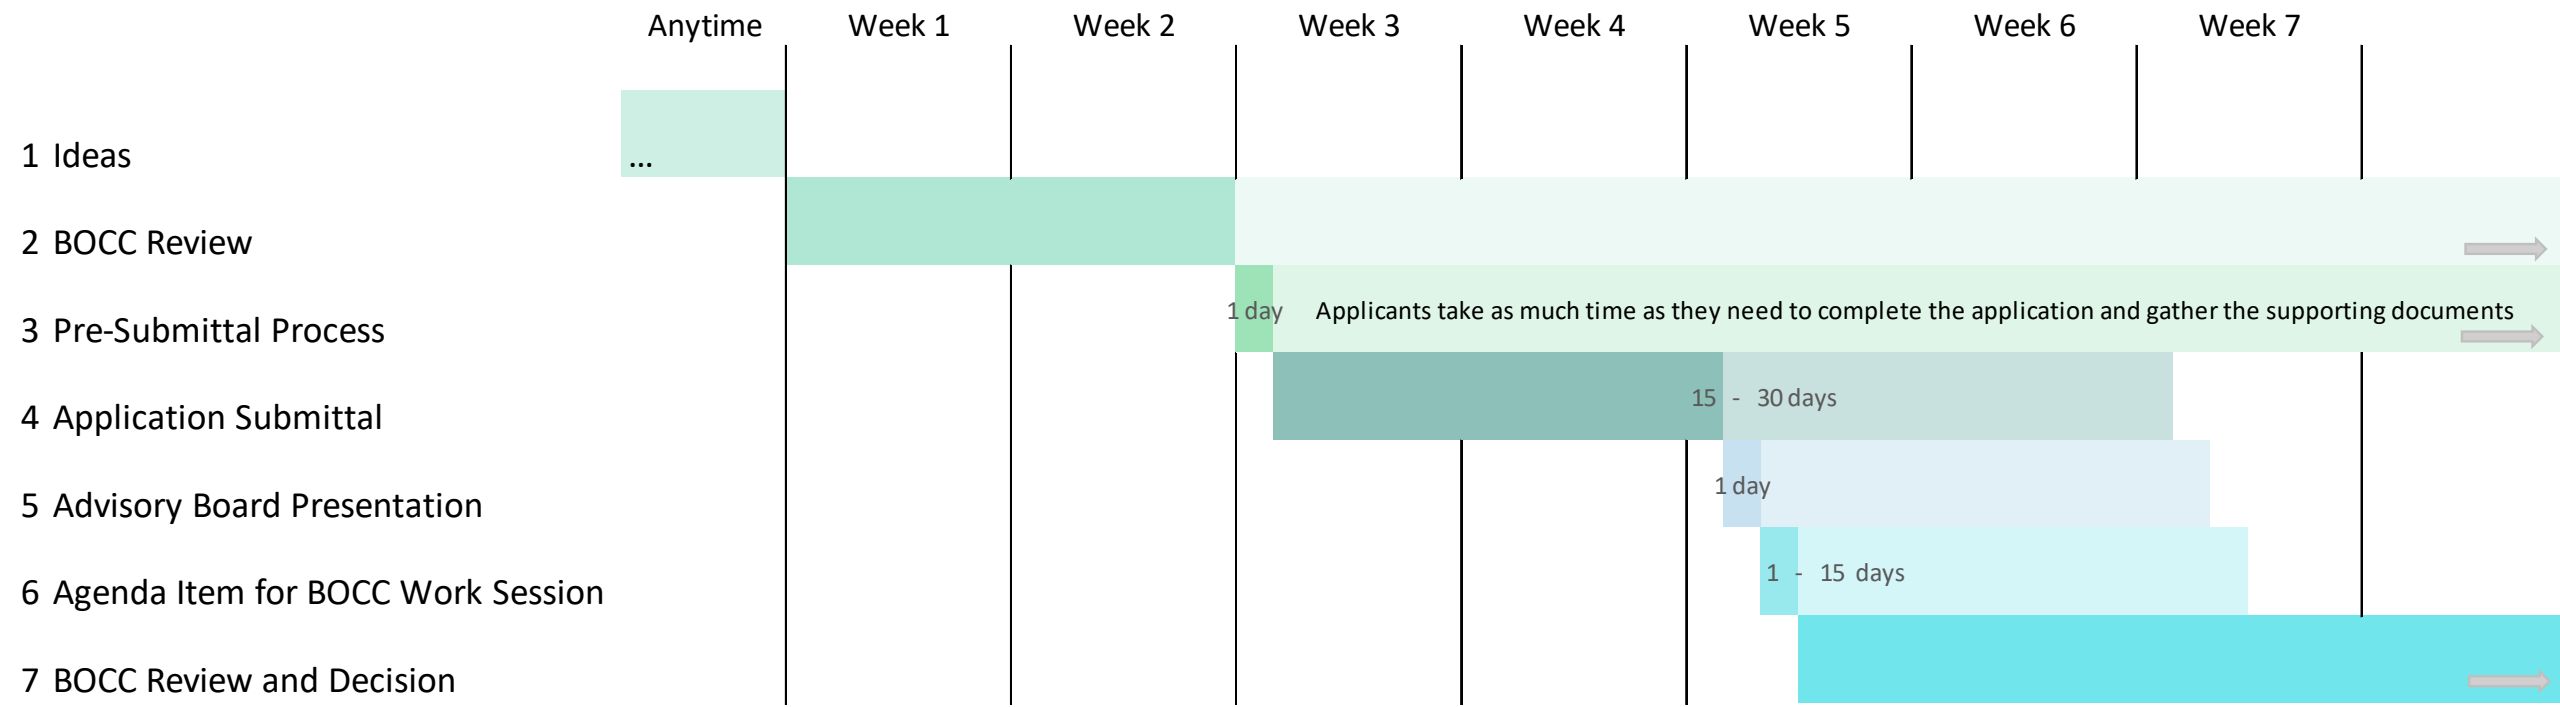 Anytime Week 1 Week 2 Week 3 Week 4 Week 5 Week 6 Week 7
1 Ideas ...
2 BOCC Review
3 Pre-Submittal Process 1 day Applicants take as much time as they need to complete the application and gather the supporting documents
4 Application Submittal 15 - 30 days
5 Advisory Board Presentation 1 day
6 Agenda Item for BOCC Work Session 1 - 15 days
7 BOCC Review and Decision